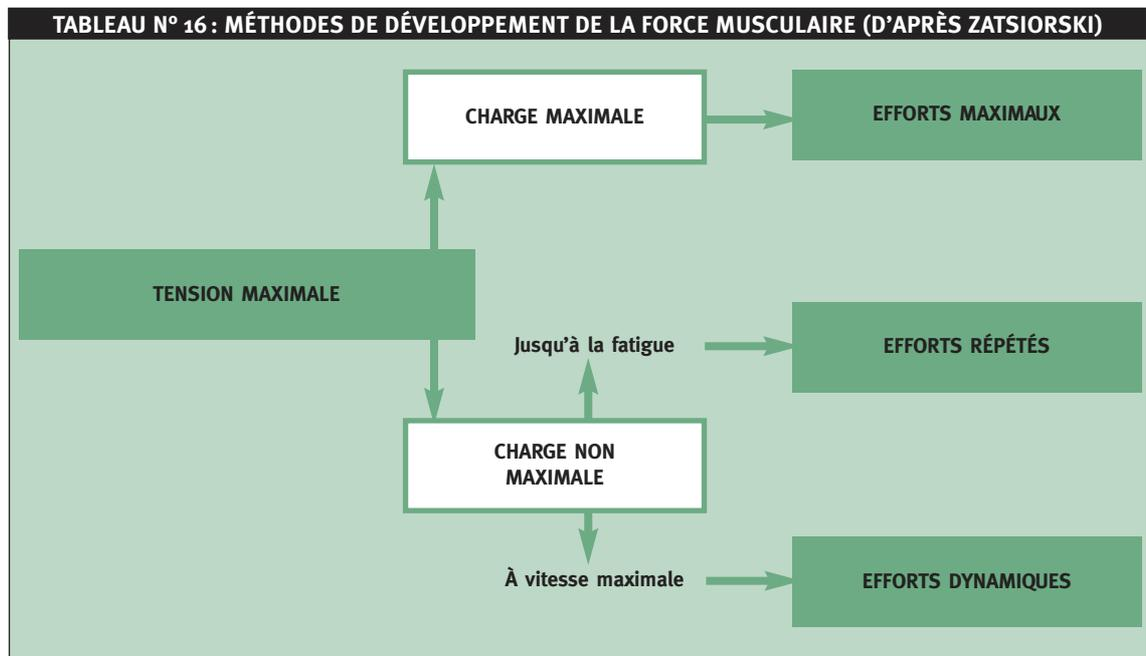 TABLEAU Nº 16 : MÉTHODES DE DÉVELOPPEMENT DE LA FORCE MUSCULAIRE (D'APRÈS ZATSIORSKI)
CHARGE MAXIMALE
EFFORTS MAXIMAUX
TENSION MAXIMALE
Jusqu'à la fatigue
EFFORTS RÉPÉTÉS
CHARGE NON
MAXIMALE
À vitesse maximale
EFFORTS DYNAMIQUES